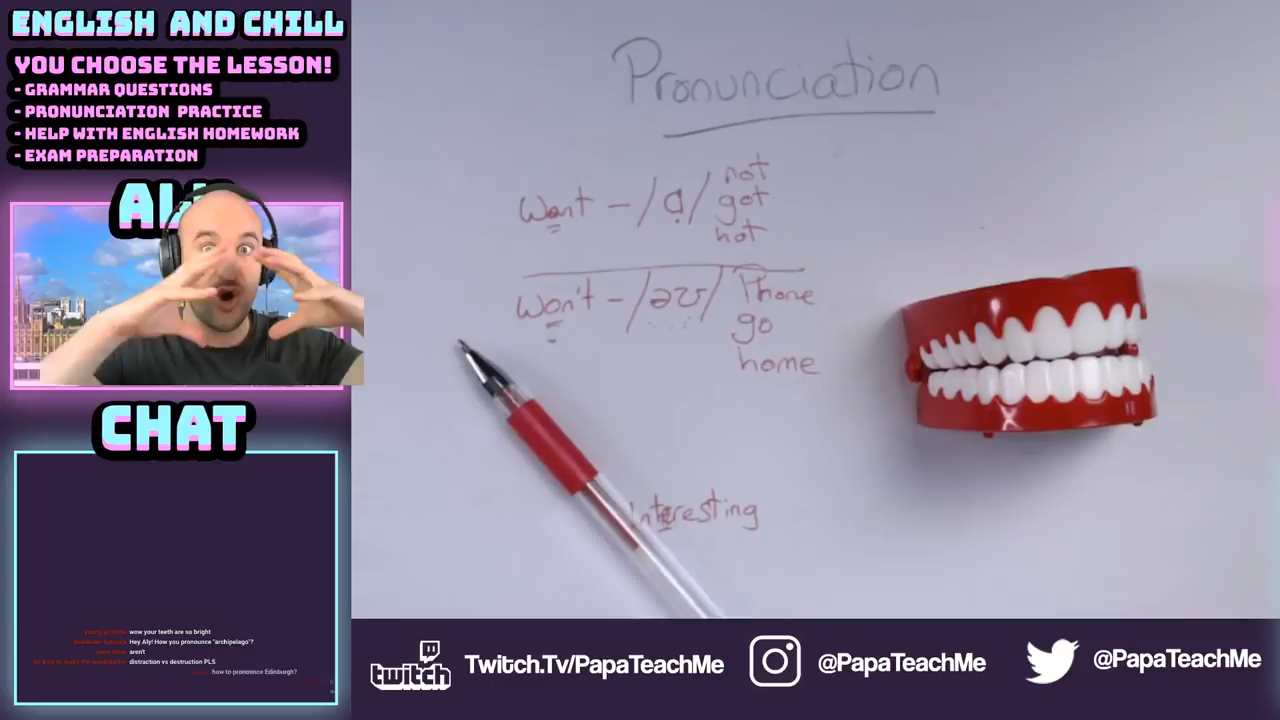 ENGLISH AND CHILL
YOU CHOOSE THE LESSON!
- GRAMMAR QUESTIONS
- PRONUNCIATION PRACTICE
- HELP WITH ENGLISH HOMEWORK
- EXAM PREPARATION
CHAT
wow your teeth are so bright
Hey Aly! How you pronounce "archipelago"?
aren't
distraction vs destruction PLS
how to pronounce Edinburgh?
Pronunciation
Want - /ɒ/ not
got
hot
Won't - /əʊ/ Phone
go
home
Interesting
twitch
Twitch.Tv/PapaTeachMe
@PapaTeachMe
@PapaTeachMe